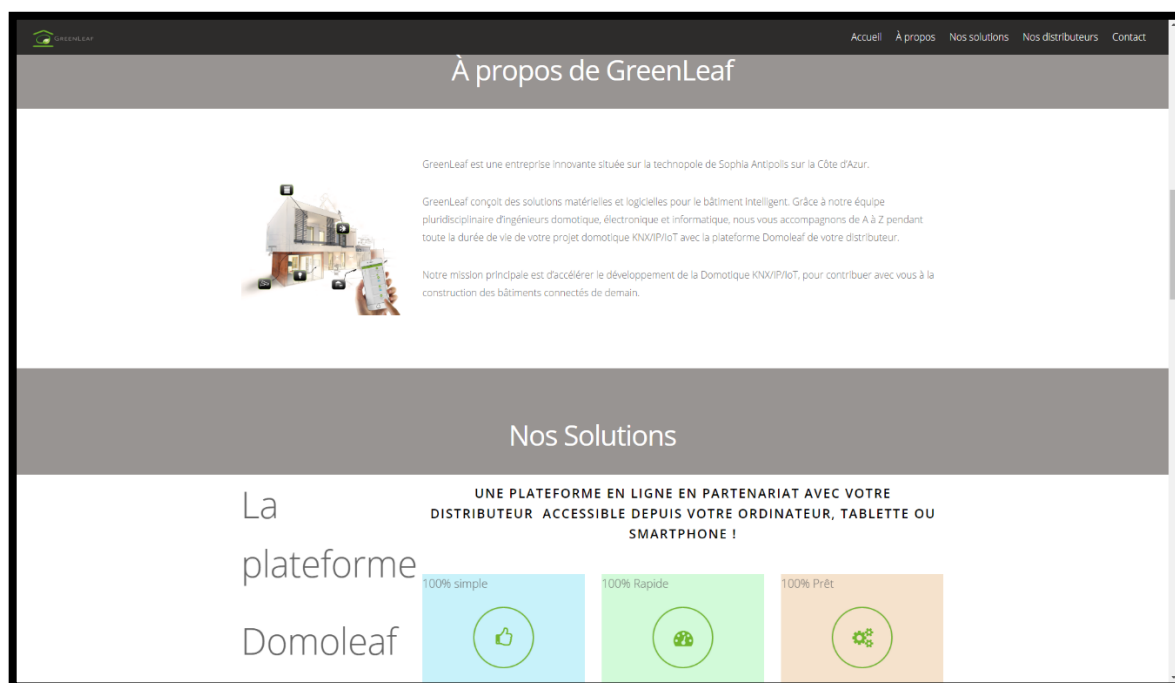 GREENLEAF
Accueil À propos Nos solutions Nos distributeurs Contact
À propos de GreenLeaf
GreenLeaf est une entreprise innovante située sur la technopole de Sophia Antipolis sur la Côte d'Azur.
GreenLeaf conçoit des solutions matérielles et logicielles pour le bâtiment Intelligent. Grâce à notre équipe
pluridisciplinaire d'ingénieurs domotique, électronique et informatique, nous vous accompagnons de A à Z pendant
toute la durée de vie de votre projet domotique KNX/IP/IoT avec la plateforme Domoleaf de votre distributeur.
Notre mission principale est d'accélérer le développement de la Domotique KNX/IP/IoT, pour contribuer avec vous à la
construction des bâtiments connectés de demain.
Nos Solutions
La
plateforme
Domoleaf
UNE PLATEFORME EN LIGNE EN PARTENARIAT AVEC VOTRE
DISTRIBUTEUR ACCESSIBLE DEPUIS VOTRE ORDINATEUR, TABLETTE OU
SMARTPHONE !
100% simple
100% Rapide
100% Prêt